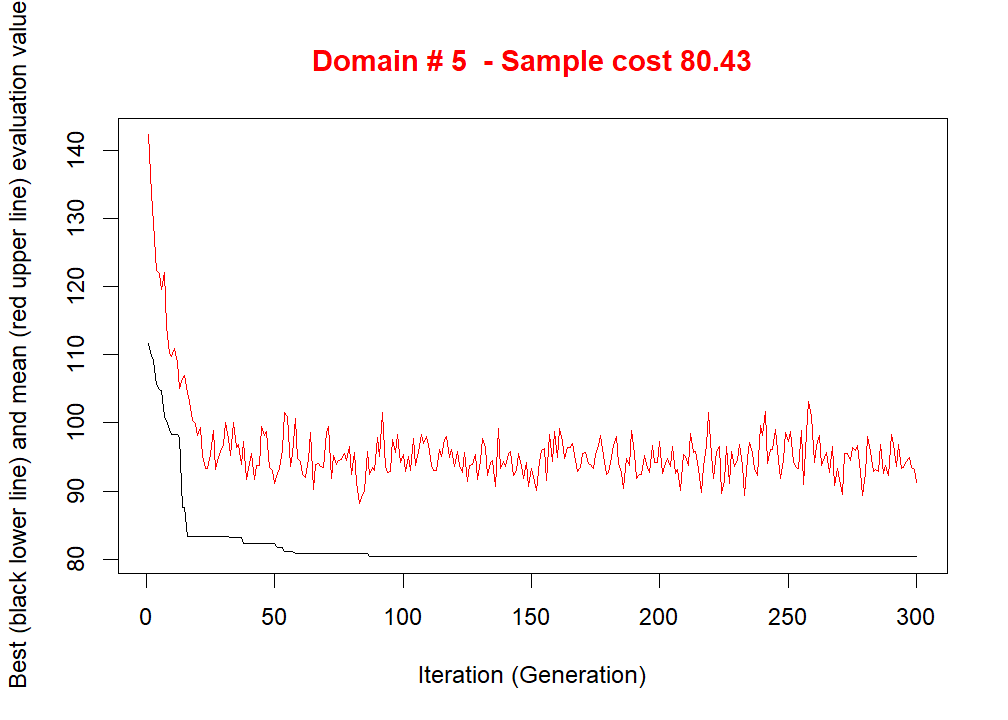 Domain # 5  - Sample cost 80.43
Best (black lower line) and mean (red upper line) evaluation value
140
130
120
110
100
90
80
0 50 100 150 200 250 300
Iteration (Generation)